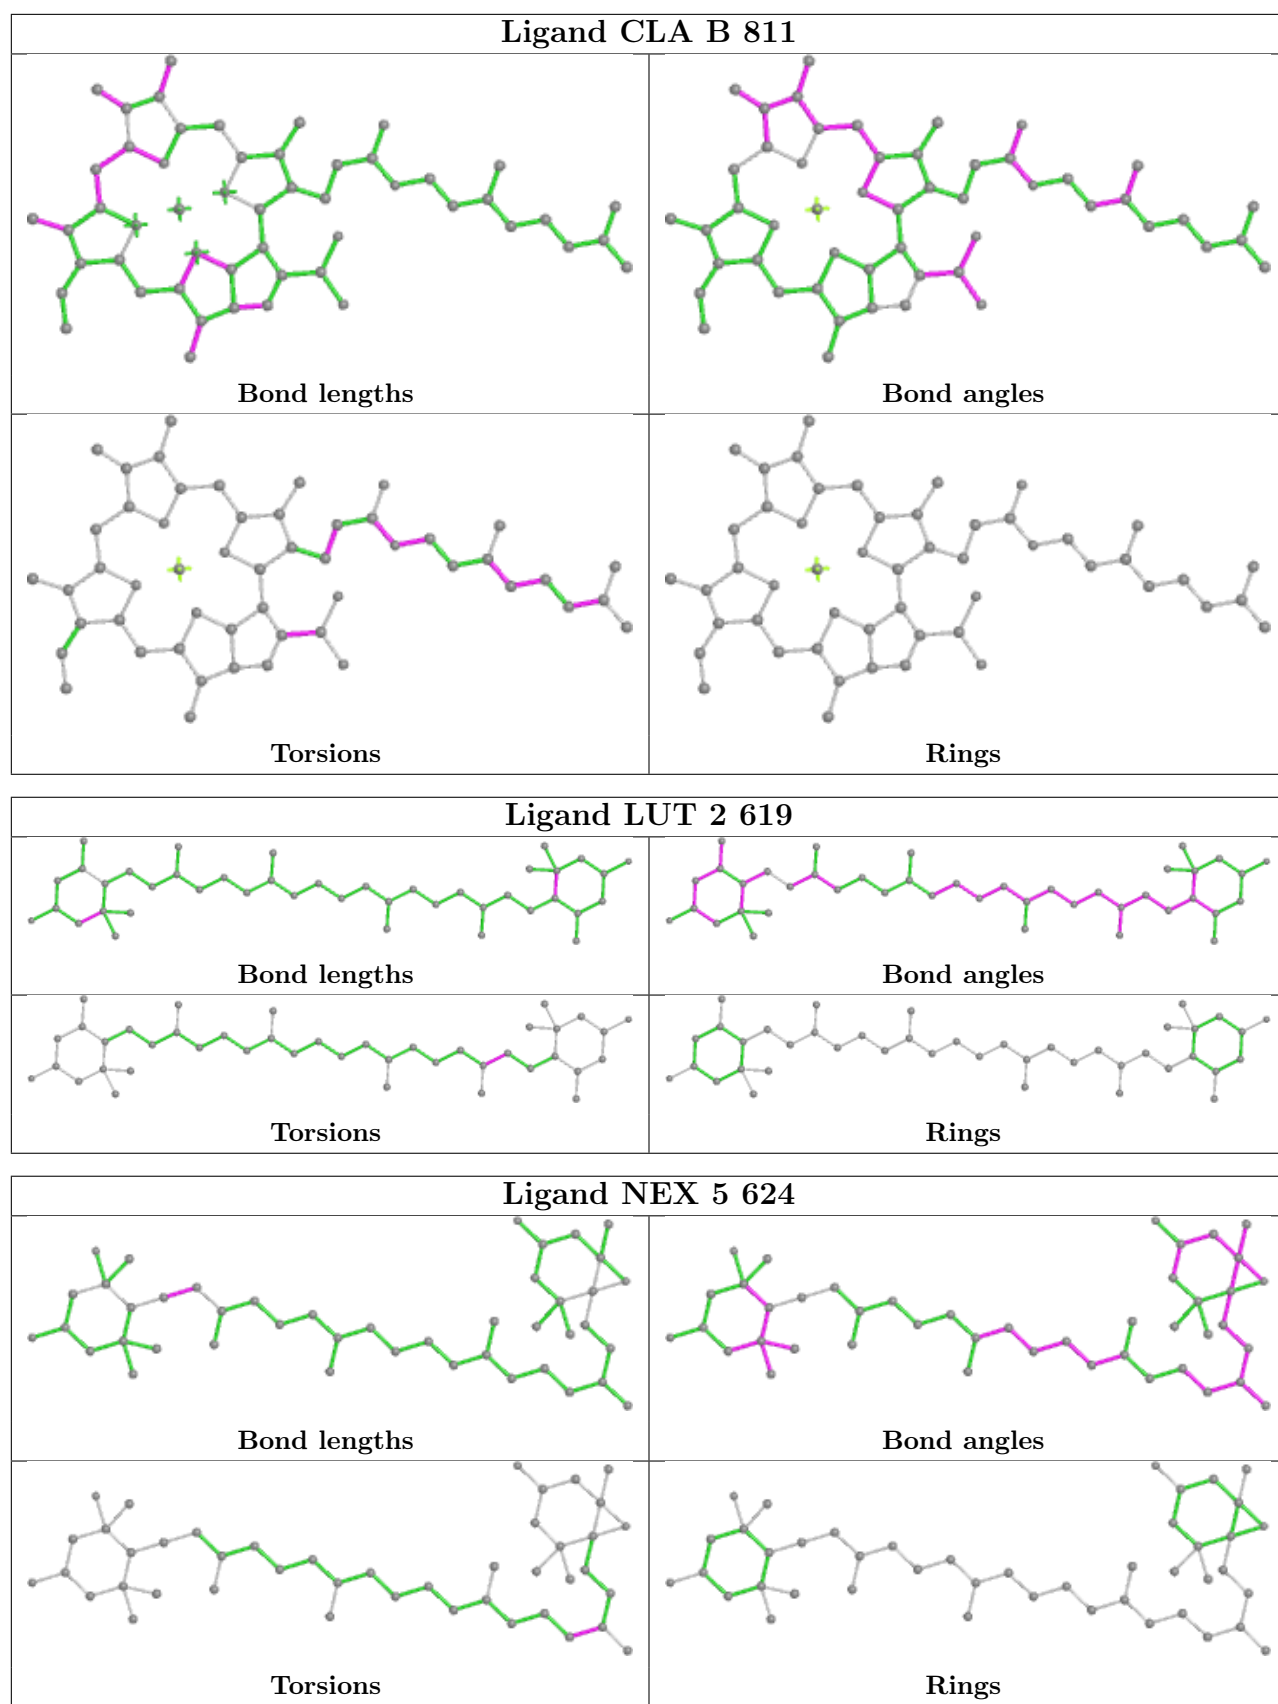 Ligand CLA B 811
Bond lengths
Bond angles
Torsions
Rings
Ligand LUT 2 619
Bond lengths
Bond angles
Torsions
Rings
Ligand NEX 5 624
Bond lengths
Bond angles
Torsions
Rings